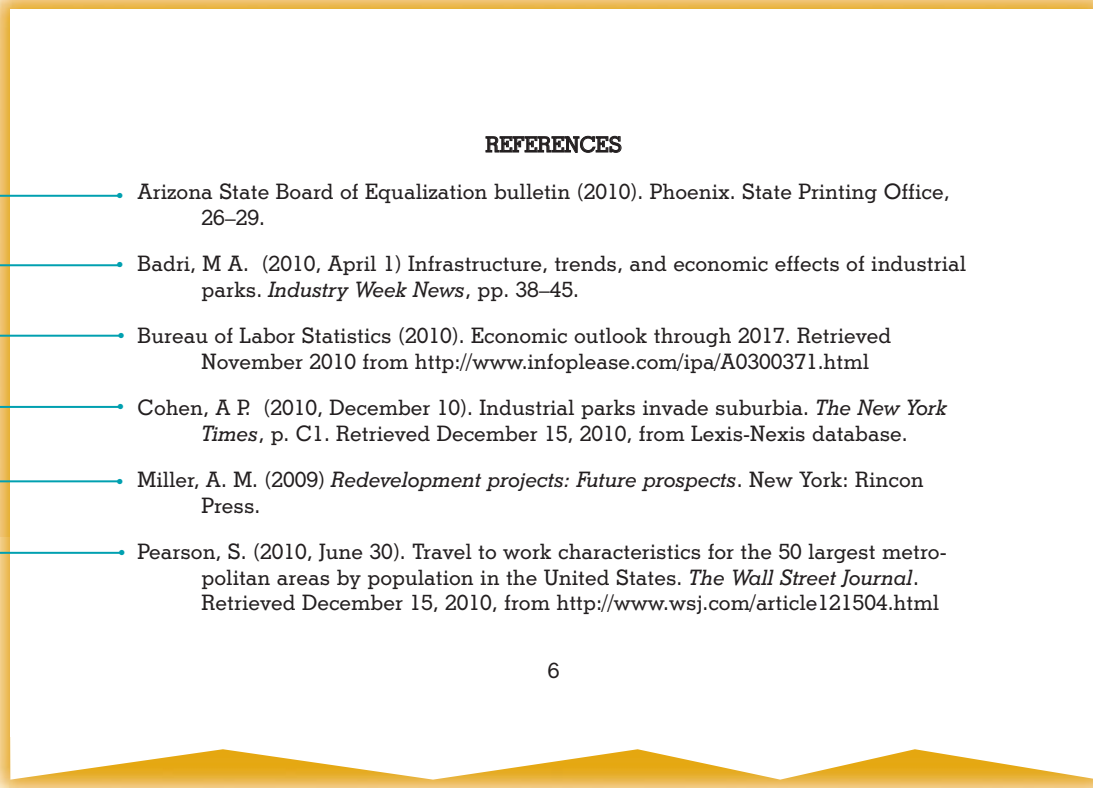 REFERENCES
Arizona State Board of Equalization bulletin (2010). Phoenix. State Printing Office,
26–29.
Badri, M A.  (2010, April 1) Infrastructure, trends, and economic effects of industrial
parks. Industry Week News, pp. 38–45.
Bureau of Labor Statistics (2010). Economic outlook through 2017. Retrieved
November 2010 from http://www.infoplease.com/ipa/A0300371.html
Cohen, A P.  (2010, December 10). Industrial parks invade suburbia. The New York
Times, p. C1. Retrieved December 15, 2010, from Lexis-Nexis database.
Miller, A. M. (2009) Redevelopment projects: Future prospects. New York: Rincon
Press.
Pearson, S. (2010, June 30). Travel to work characteristics for the 50 largest metro-
politan areas by population in the United States. The Wall Street Journal.
Retrieved December 15, 2010, from http://www.wsj.com/article121504.html
6